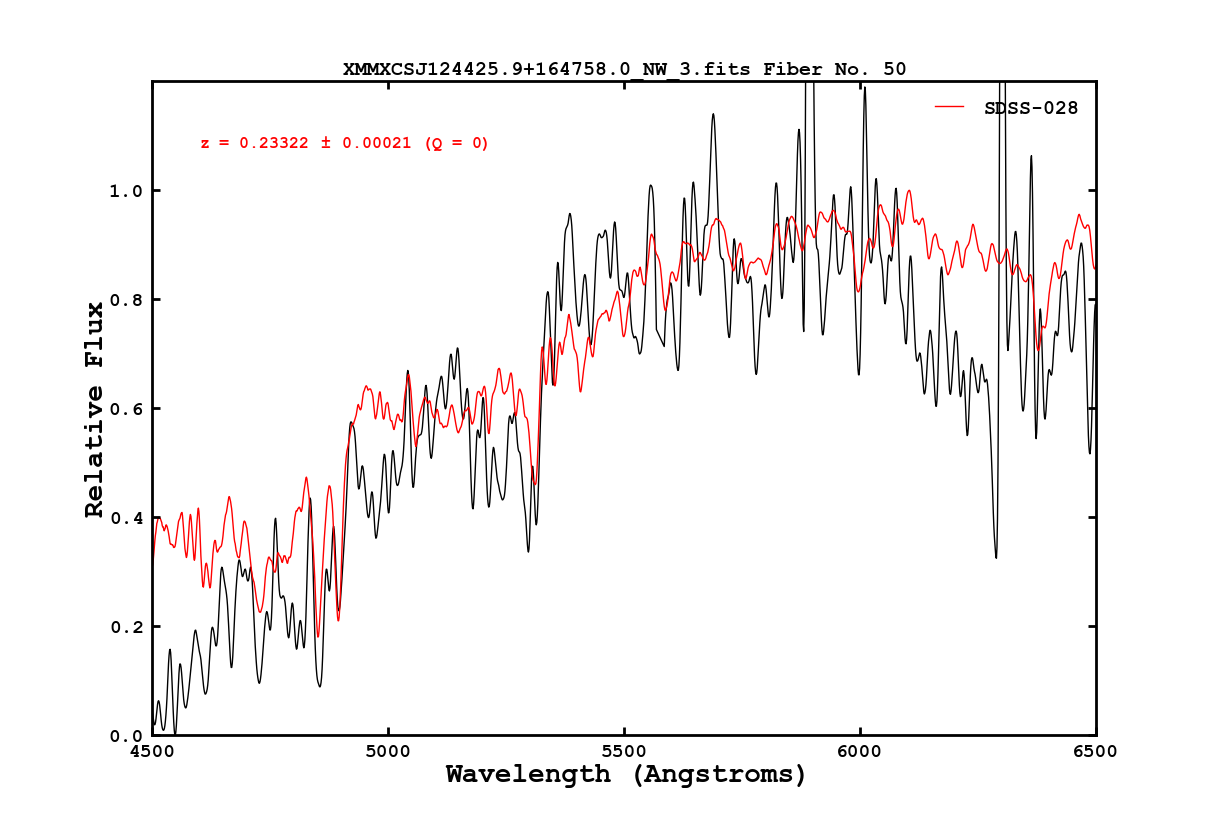 XMMXCSJ124425.9+164758.0_NW_3.fits Fiber No. 50
SDSS-028
z = 0.23322 ± 0.00021 (Q = 0)
1.0
0.8
0.6
0.4
0.2
0.0
Relative Flux
4500 5000 5500 6000 6500
Wavelength (Angstroms)